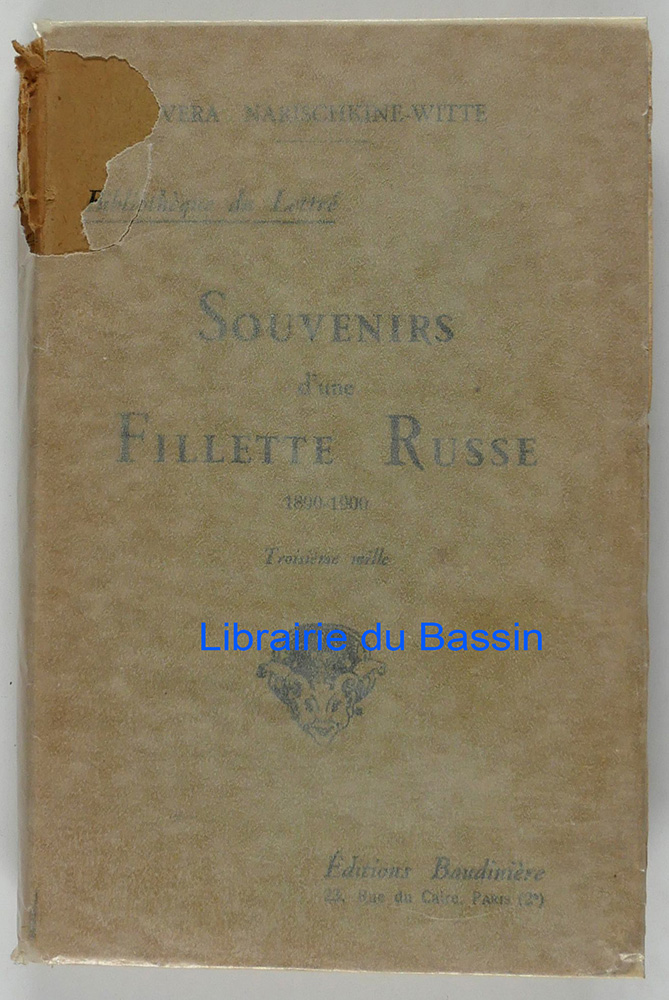 VERA NARISCHKINE-WITTE
Bibliothèque du Lettré
SOUVENIRS
d'une
FILLETTE RUSSE
1890-1900
Troisième mille
Librairie du Bassin
Éditions Baudinière
23, Rue du Caire, PARIS (2e)